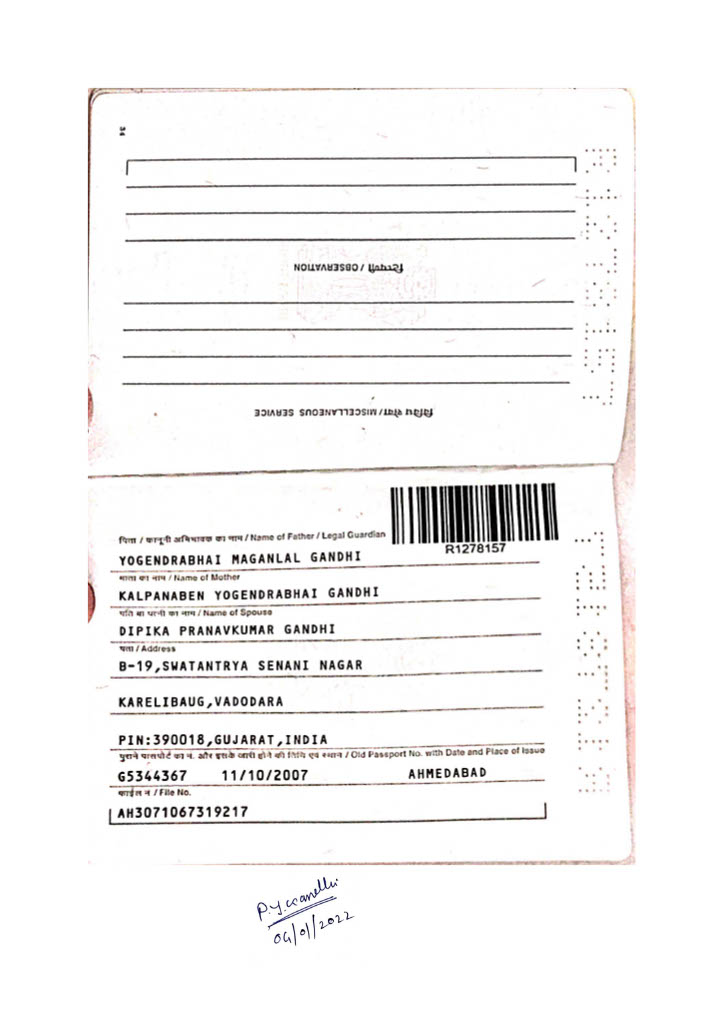 34
टिप्पणी / OBSERVATION
विविध सेवाएं / MISCELLANEOUS SERVICE
पिता / कानूनी अभिभावक का नाम / Name of Father / Legal Guardian
R1278157
YOGENDRABHAI MAGANLAL GANDHI
माता का नाम / Name of Mother
KALPANABEN YOGENDRABHAI GANDHI
पति या पत्नी का नाम / Name of Spouse
DIPIKA PRANAVKUMAR GANDHI
पता / Address
B-19,SWATANTRYA SENANI NAGAR
KARELIBAUG,VADODARA
PIN:390018,GUJARAT,INDIA
पुराने पासपोर्ट का नं. और इसके जारी होने की तिथि एवं स्थान / Old Passport No. with Date and Place of Issue
G5344367 11/10/2007 AHMEDABAD
फाईल नं / File No.
AH3071067319217
P.Y.Gandhi
04/01/2022